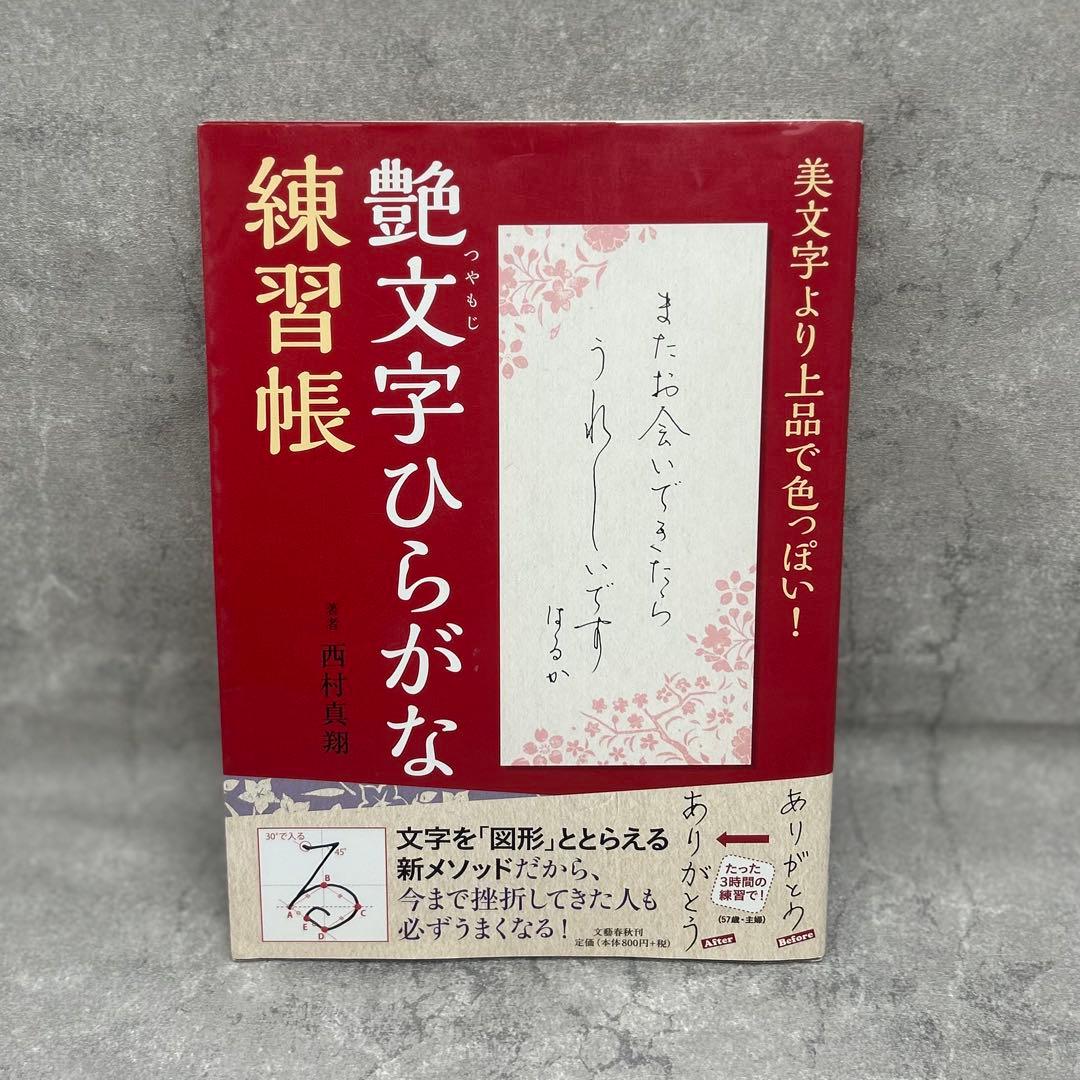 美文字より上品で色っぽい！
艶文字ひらがな
つやもじ
練習帳
著者 西村真翔
またお会いできたら
うれしいです
はるか
30°で入る
45°
B
A
C
E
D
文字を「図形」ととらえる
新メソッドだから、
今まで挫折してきた人も
必ずうまくなる！
文藝春秋刊
定価（本体800円+税）
ありがとう
Before
たった
3時間の
練習で！
(57歳・主婦)
ありがとう
After